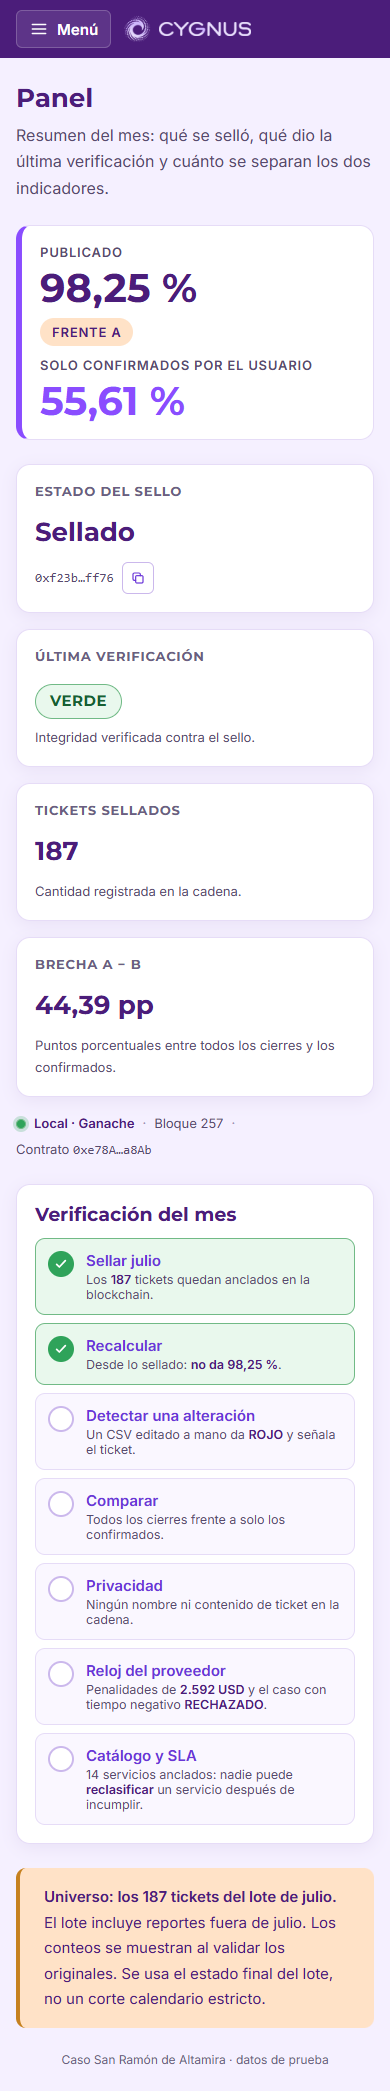 Menú
CYGNUS
Panel
Resumen del mes: qué se selló, qué dio la
última verificación y cuánto se separan los dos
indicadores.
PUBLICADO
98,25 %
FRENTE A
SOLO CONFIRMADOS POR EL USUARIO
55,61 %
ESTADO DEL SELLO
Sellado
0xf23b…ff76
ÚLTIMA VERIFICACIÓN
VERDE
Integridad verificada contra el sello.
TICKETS SELLADOS
187
Cantidad registrada en la cadena.
BRECHA A − B
44,39 pp
Puntos porcentuales entre todos los cierres y los
confirmados.
Local · Ganache · Bloque 257 ·
Contrato 0xe78A…a8Ab
Verificación del mes
Sellar julio
Los 187 tickets quedan anclados en la
blockchain.
Recalcular
Desde lo sellado: no da 98,25 %.
Detectar una alteración
Un CSV editado a mano da ROJO y señala
el ticket.
Comparar
Todos los cierres frente a solo los
confirmados.
Privacidad
Ningún nombre ni contenido de ticket en la
cadena.
Reloj del proveedor
Penalidades de 2.592 USD y el caso con
tiempo negativo RECHAZADO.
Catálogo y SLA
14 servicios anclados: nadie puede
reclasificar un servicio después de
incumplir.
Universo: los 187 tickets del lote de julio.
El lote incluye reportes fuera de julio. Los
conteos se muestran al validar los
originales. Se usa el estado final del lote,
no un corte calendario estricto.
Caso San Ramón de Altamira · datos de prueba